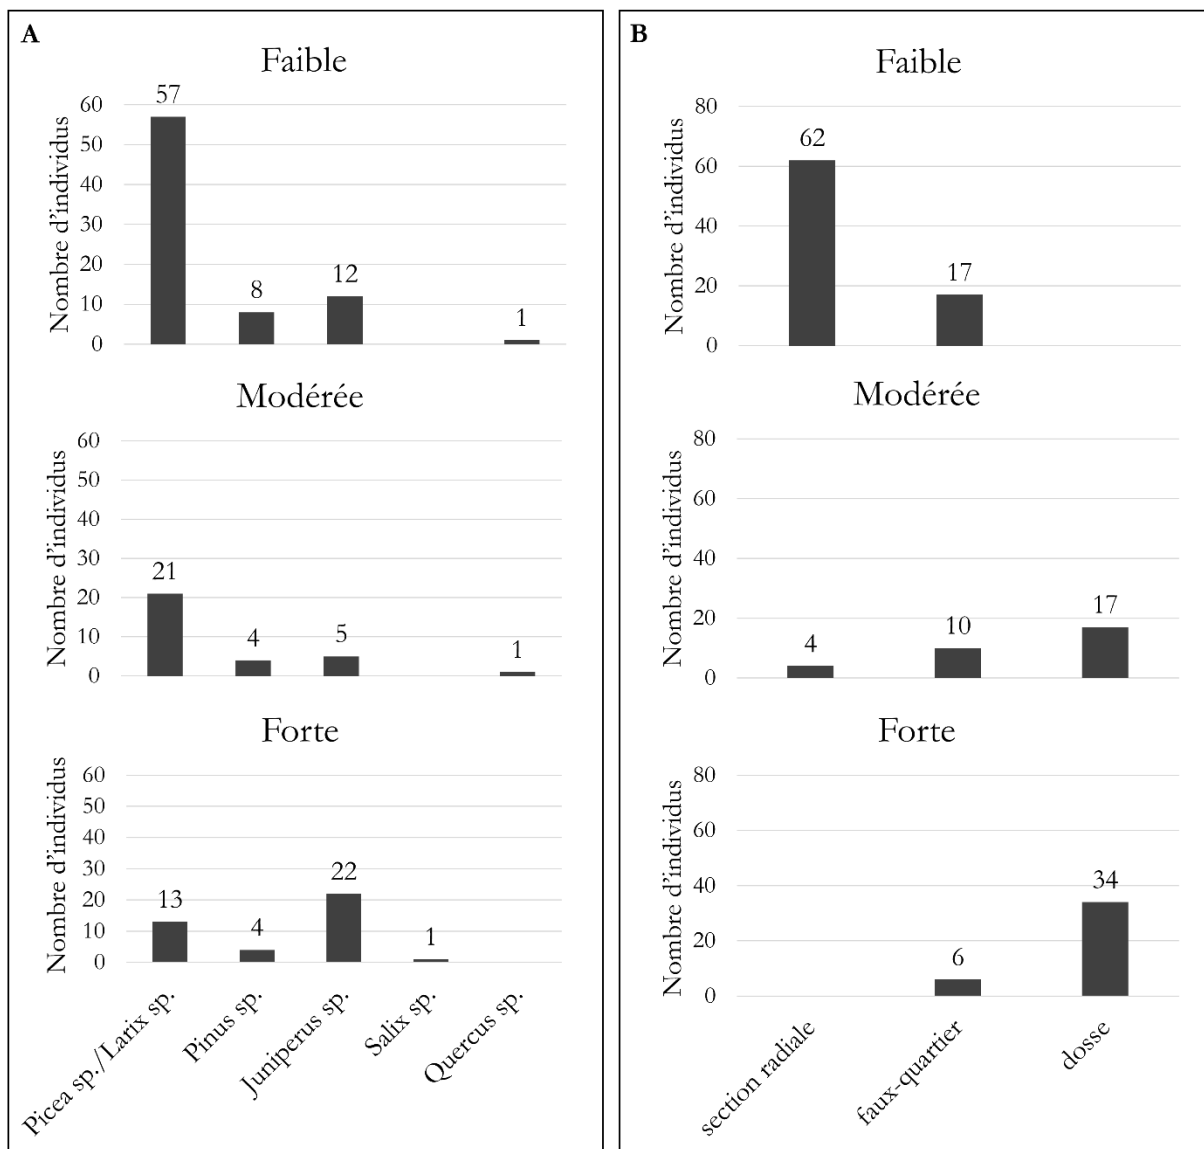 A
Faible
Nombre d'individus
60
50
40
30
20
10
0
57
8
12
1
Modérée
Nombre d'individus
60
50
40
30
20
10
0
21
4
5
1
Forte
Nombre d'individus
60
50
40
30
20
10
0
13
4
22
1
Picea sp./Larix sp.
Pinus sp.
Juniperus sp.
Salix sp.
Quercus sp.
B
Faible
Nombre d'individus
80
60
40
20
0
62
17
Modérée
Nombre d'individus
80
60
40
20
0
4
10
17
Forte
Nombre d'individus
80
60
40
20
0
6
34
section radiale
faux-quartier
dosse